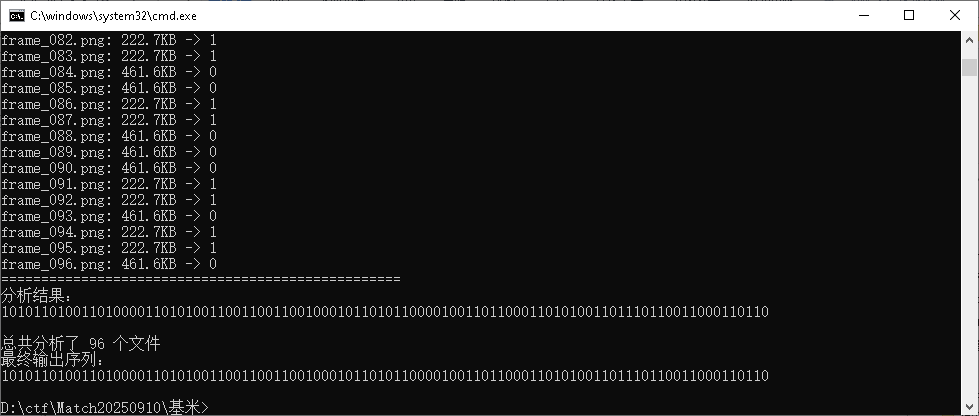 C:\windows\system32\cmd.exe
frame_082.png: 222.7KB -> 1
frame_083.png: 222.7KB -> 1
frame_084.png: 461.6KB -> 0
frame_085.png: 461.6KB -> 0
frame_086.png: 222.7KB -> 1
frame_087.png: 222.7KB -> 1
frame_088.png: 461.6KB -> 0
frame_089.png: 461.6KB -> 0
frame_090.png: 461.6KB -> 0
frame_091.png: 222.7KB -> 1
frame_092.png: 222.7KB -> 1
frame_093.png: 461.6KB -> 0
frame_094.png: 222.7KB -> 1
frame_095.png: 222.7KB -> 1
frame_096.png: 461.6KB -> 0
==================================================
分析结果:
101011010011010000110101001100110011001000101101011000010011011000110101001101110110011000110110
总共分析了 96 个文件
最终输出序列:
101011010011010000110101001100110011001000101101011000010011011000110101001101110110011000110110
D:\ctf\Match20250910\基米>